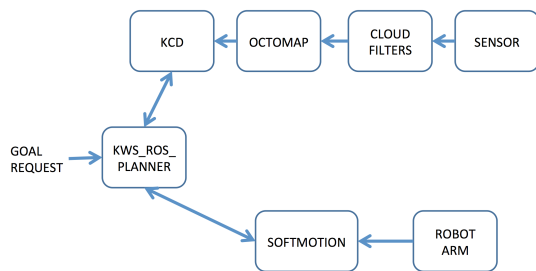 KCD
OCTOMAP
CLOUD
FILTERS
SENSOR
GOAL
REQUEST
KWS_ROS_
PLANNER
SOFTMOTION
ROBOT
ARM